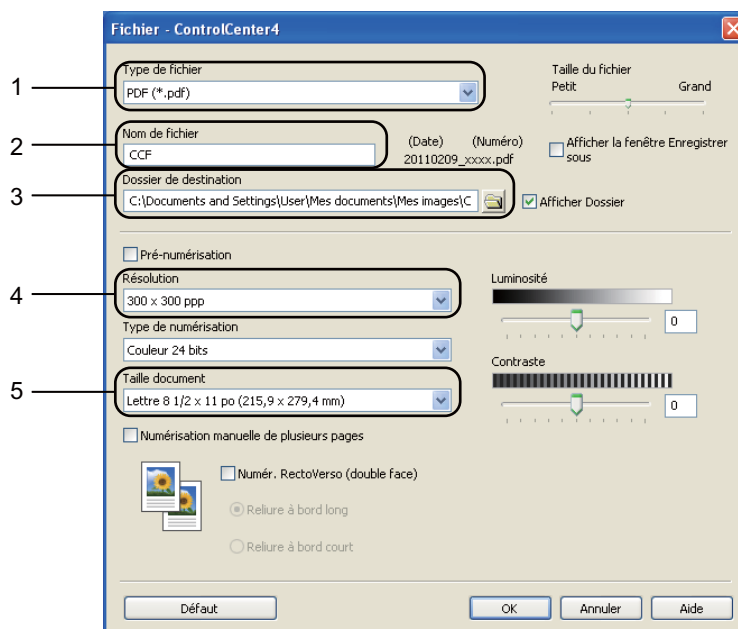 Fichier - ControlCenter4
Type de fichier
Taille du fichier
1
PDF (*.pdf)
Petit
Grand
Nom de fichier
2
CCF
(Date)
(Numéro)
20110209_xxxx.pdf
Afficher la fenêtre Enregistrer
sous
Dossier de destination
3
C:\Documents and Settings\User\Mes documents\Mes images\C
Afficher Dossier
Pré-numérisation
Résolution
Luminosité
4
300 x 300 ppp
0
Type de numérisation
Couleur 24 bits
Contraste
Taille document
5
Lettre 8 1/2 x 11 po (215,9 x 279,4 mm)
0
Numérisation manuelle de plusieurs pages
Numér. RectoVerso (double face)
Reliure à bord long
Reliure à bord court
Défaut
OK
Annuler
Aide